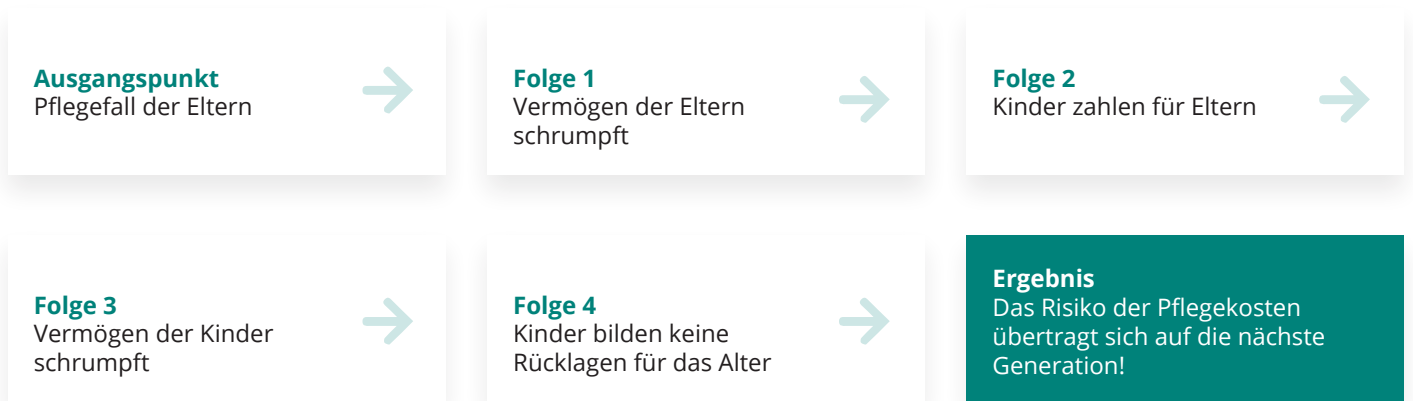 Ausgangspunkt
Pflegefall der Eltern
Folge 1
Vermögen der Eltern
schrumpft
Folge 2
Kinder zahlen für Eltern
Folge 3
Vermögen der Kinder
schrumpft
Folge 4
Kinder bilden keine
Rücklagen für das Alter
Ergebnis
Das Risiko der Pflegekosten
übertragt sich auf die nächste
Generation!